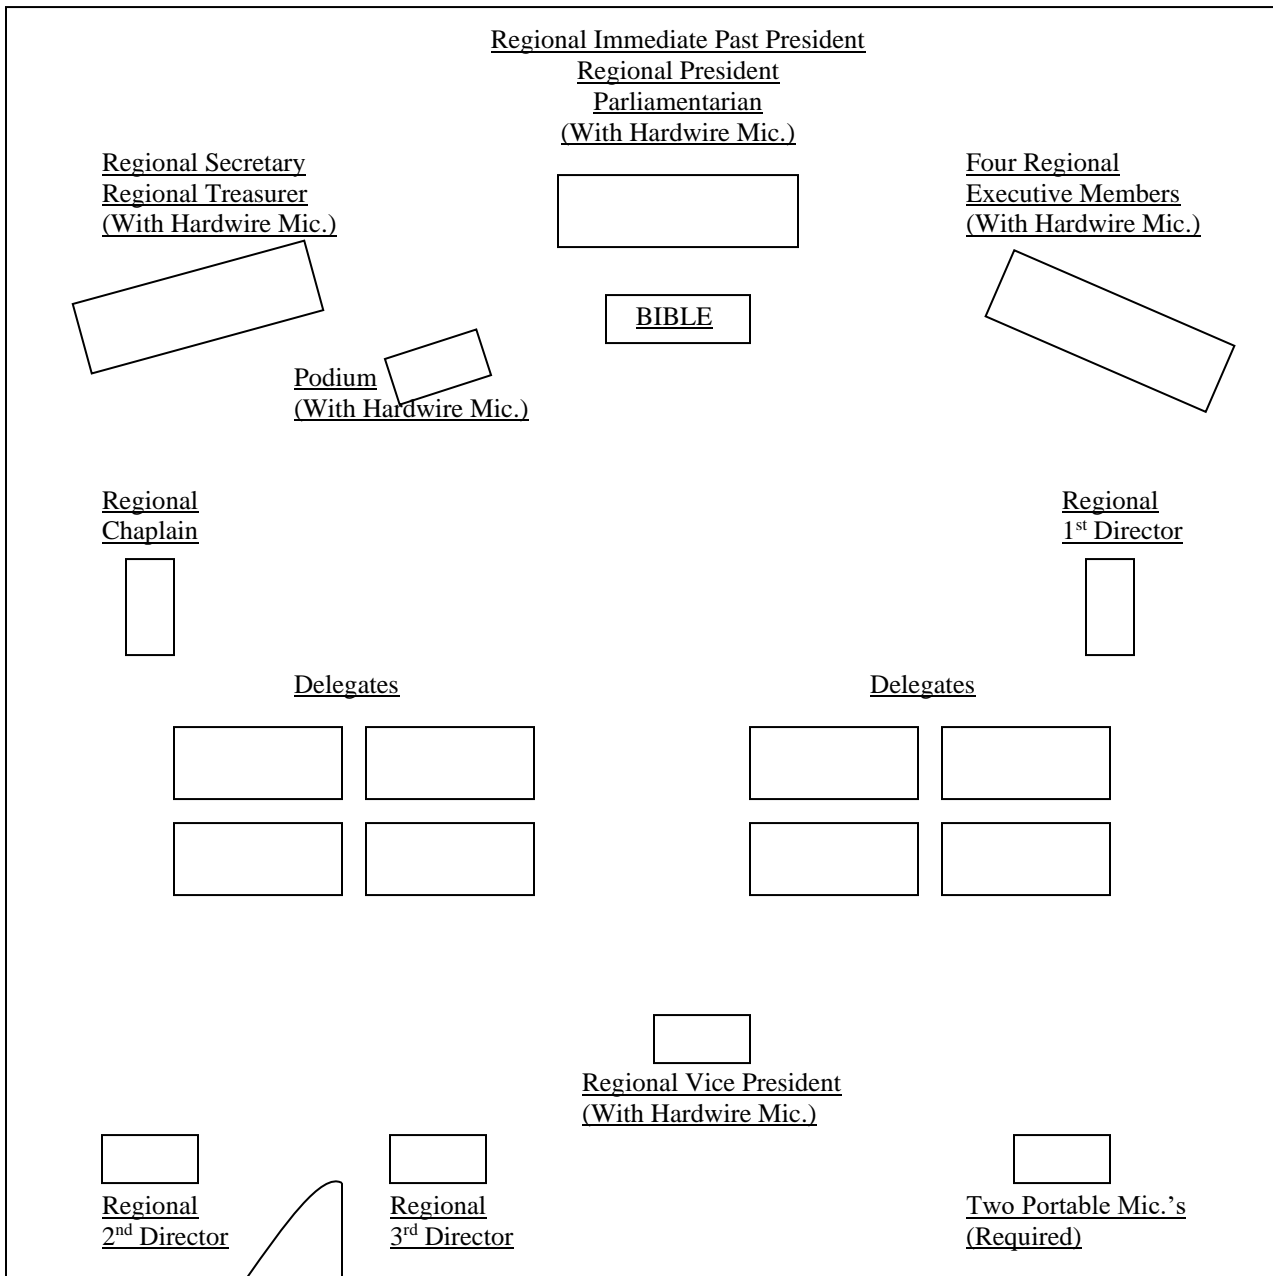 Regional Immediate Past President
Regional President
Parliamentarian
(With Hardwire Mic.)
Regional Secretary
Regional Treasurer
(With Hardwire Mic.)
Four Regional
Executive Members
(With Hardwire Mic.)
BIBLE
Podium
(With Hardwire Mic.)
Regional
Chaplain
Regional
1st Director
Delegates
Delegates
Regional Vice President
(With Hardwire Mic.)
Regional
2nd Director
Regional
3rd Director
Two Portable Mic.’s
(Required)